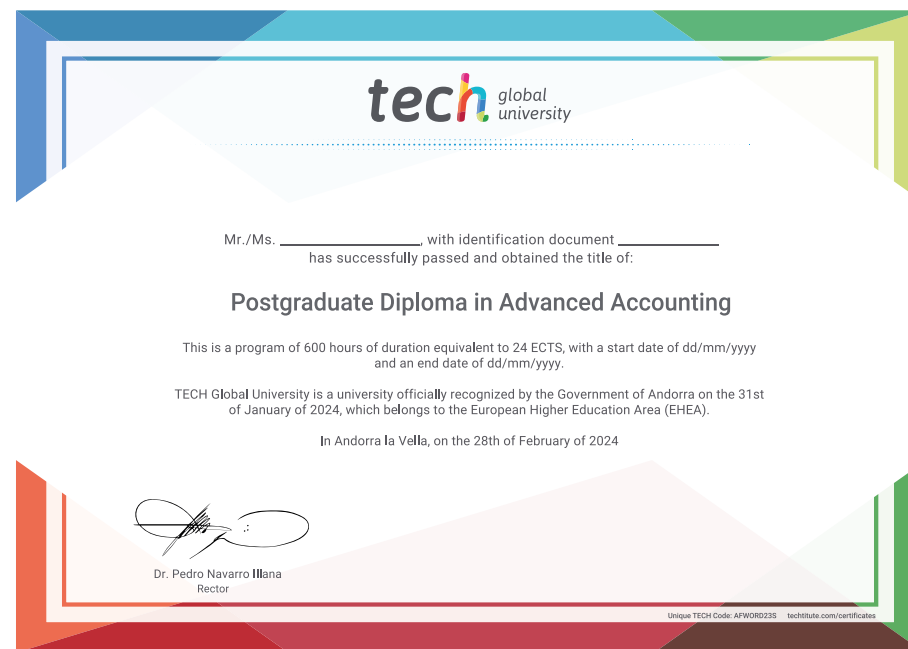 tech global
university
Mr./Ms. ____________________, with identification document ______________
has successfully passed and obtained the title of:
Postgraduate Diploma in Advanced Accounting
This is a program of 600 hours of duration equivalent to 24 ECTS, with a start date of dd/mm/yyyy
and an end date of dd/mm/yyyy.
TECH Global University is a university officially recognized by the Government of Andorra on the 31st
of January of 2024, which belongs to the European Higher Education Area (EHEA).
In Andorra la Vella, on the 28th of February of 2024
Dr. Pedro Navarro Illana
Rector
Unique TECH Code: AFWORD23S techtitute.com/certificates